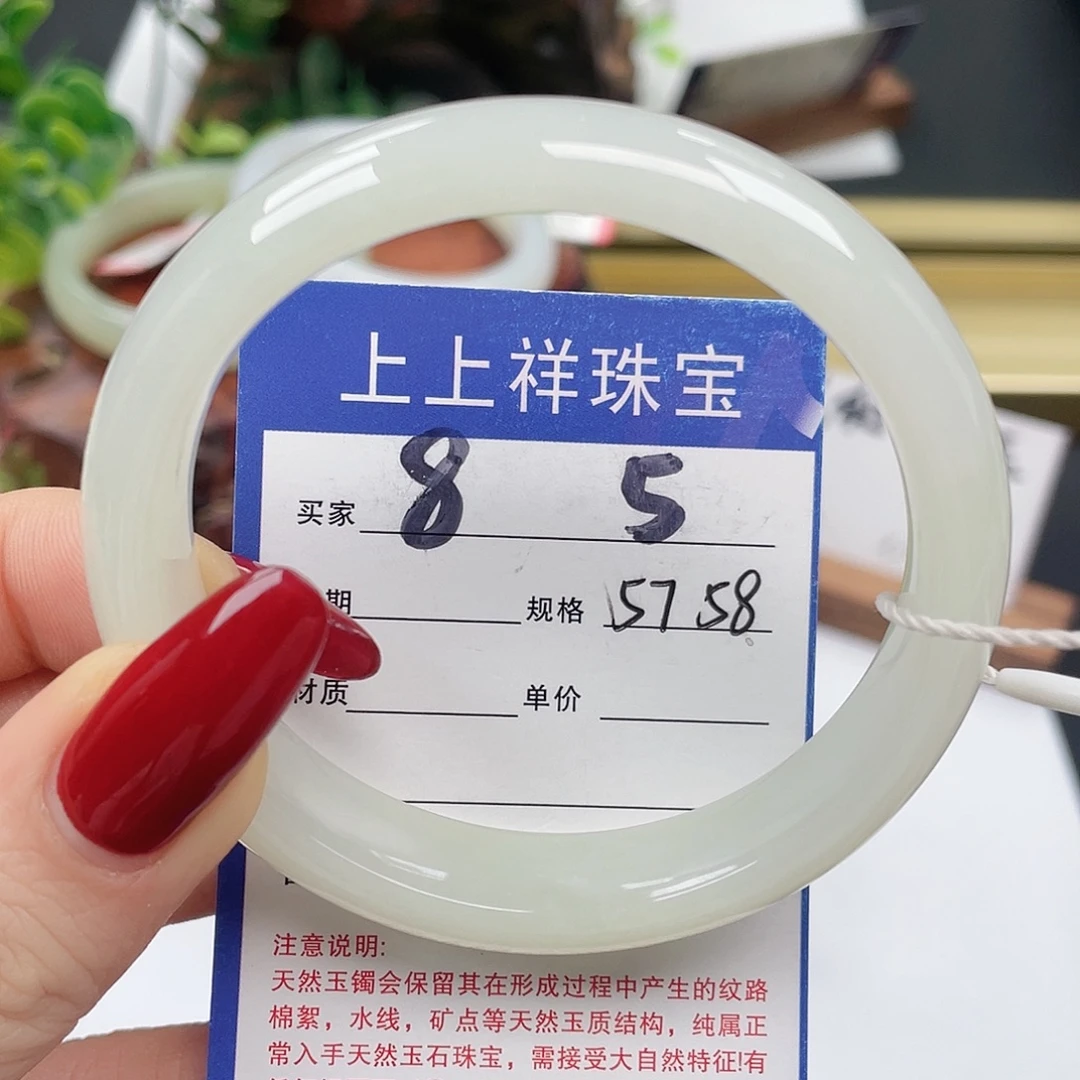 上上祥珠宝
买家 8 5
期 规格 57 58
材质 单价
注意说明:
天然玉镯会保留其在形成过程中产生的纹路
棉絮，水线，矿点等天然玉质结构，纯属正
常入手天然玉石珠宝，需接受大自然特征!有